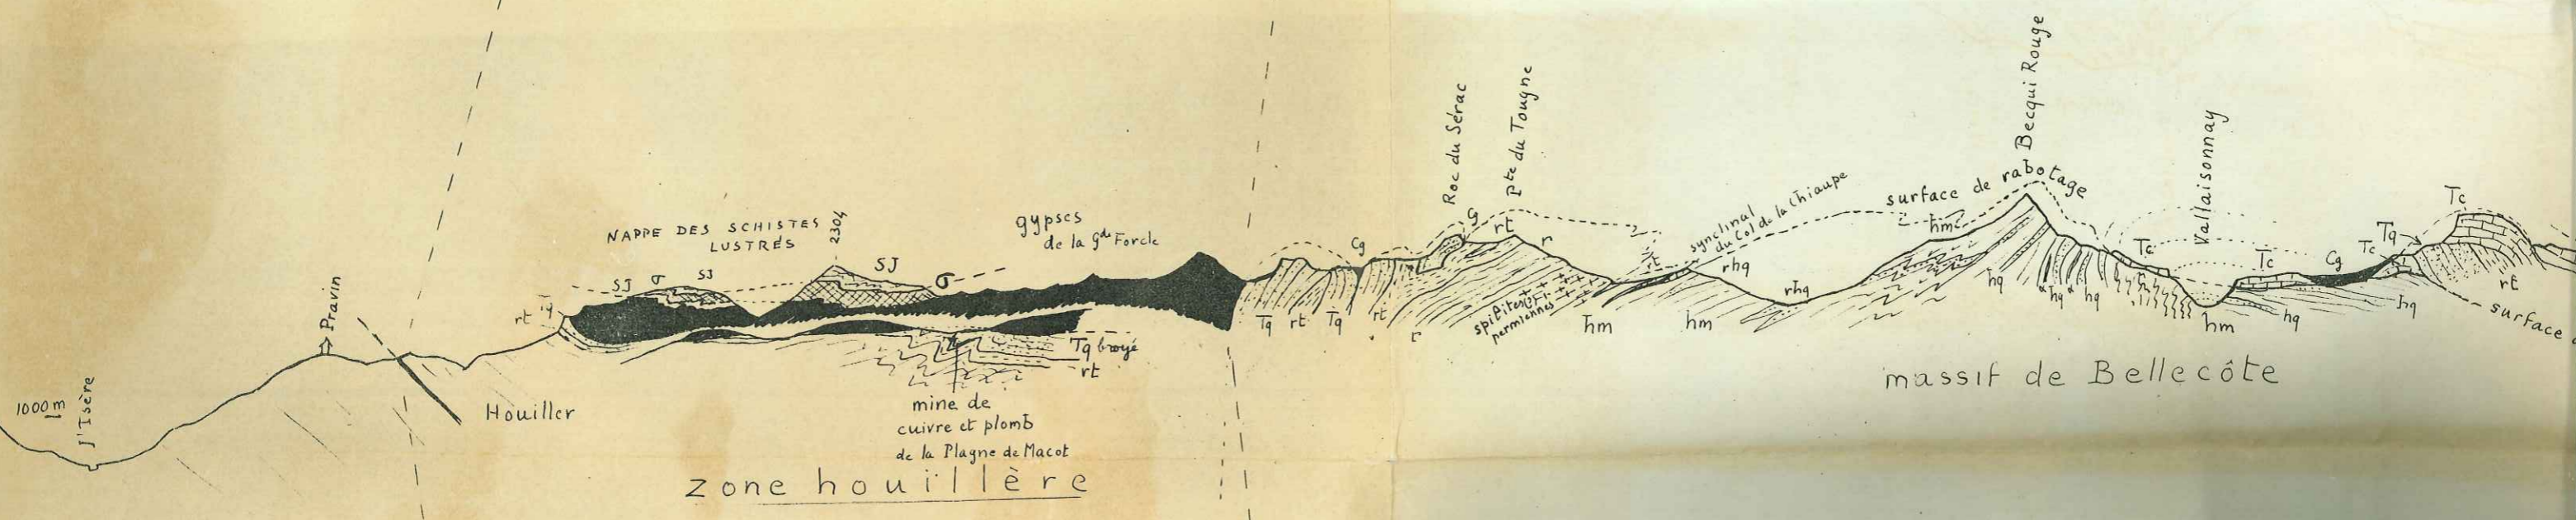 1000 m
l'Isère
Pravin
Houiller
rt
Tq
NAPPE DES SCHISTES
LUSTRÉS
SJ
σ
SJ
2304
SJ
σ
gypses
de la Gde Forcle
Tq broyé
rt
mine de
cuivre et plomb
de la Plagne de Macot
zone houillère
Tq
rt
Tq
Cg
rt
r
Roc du Sérac
pte du Tougne
rt
r
spilites
permiennes
hm
rt
synclinal
du Col de la Chiaupe
rhq
hm
rhq
surface de rabotage
hm
Becqui Rouge
hq
hq
hq
Tc
Vallaisonnay
hm
Tc
hq
Cg
Tc
Tq
hq
Tc
rt
surface
massif de Bellecôte